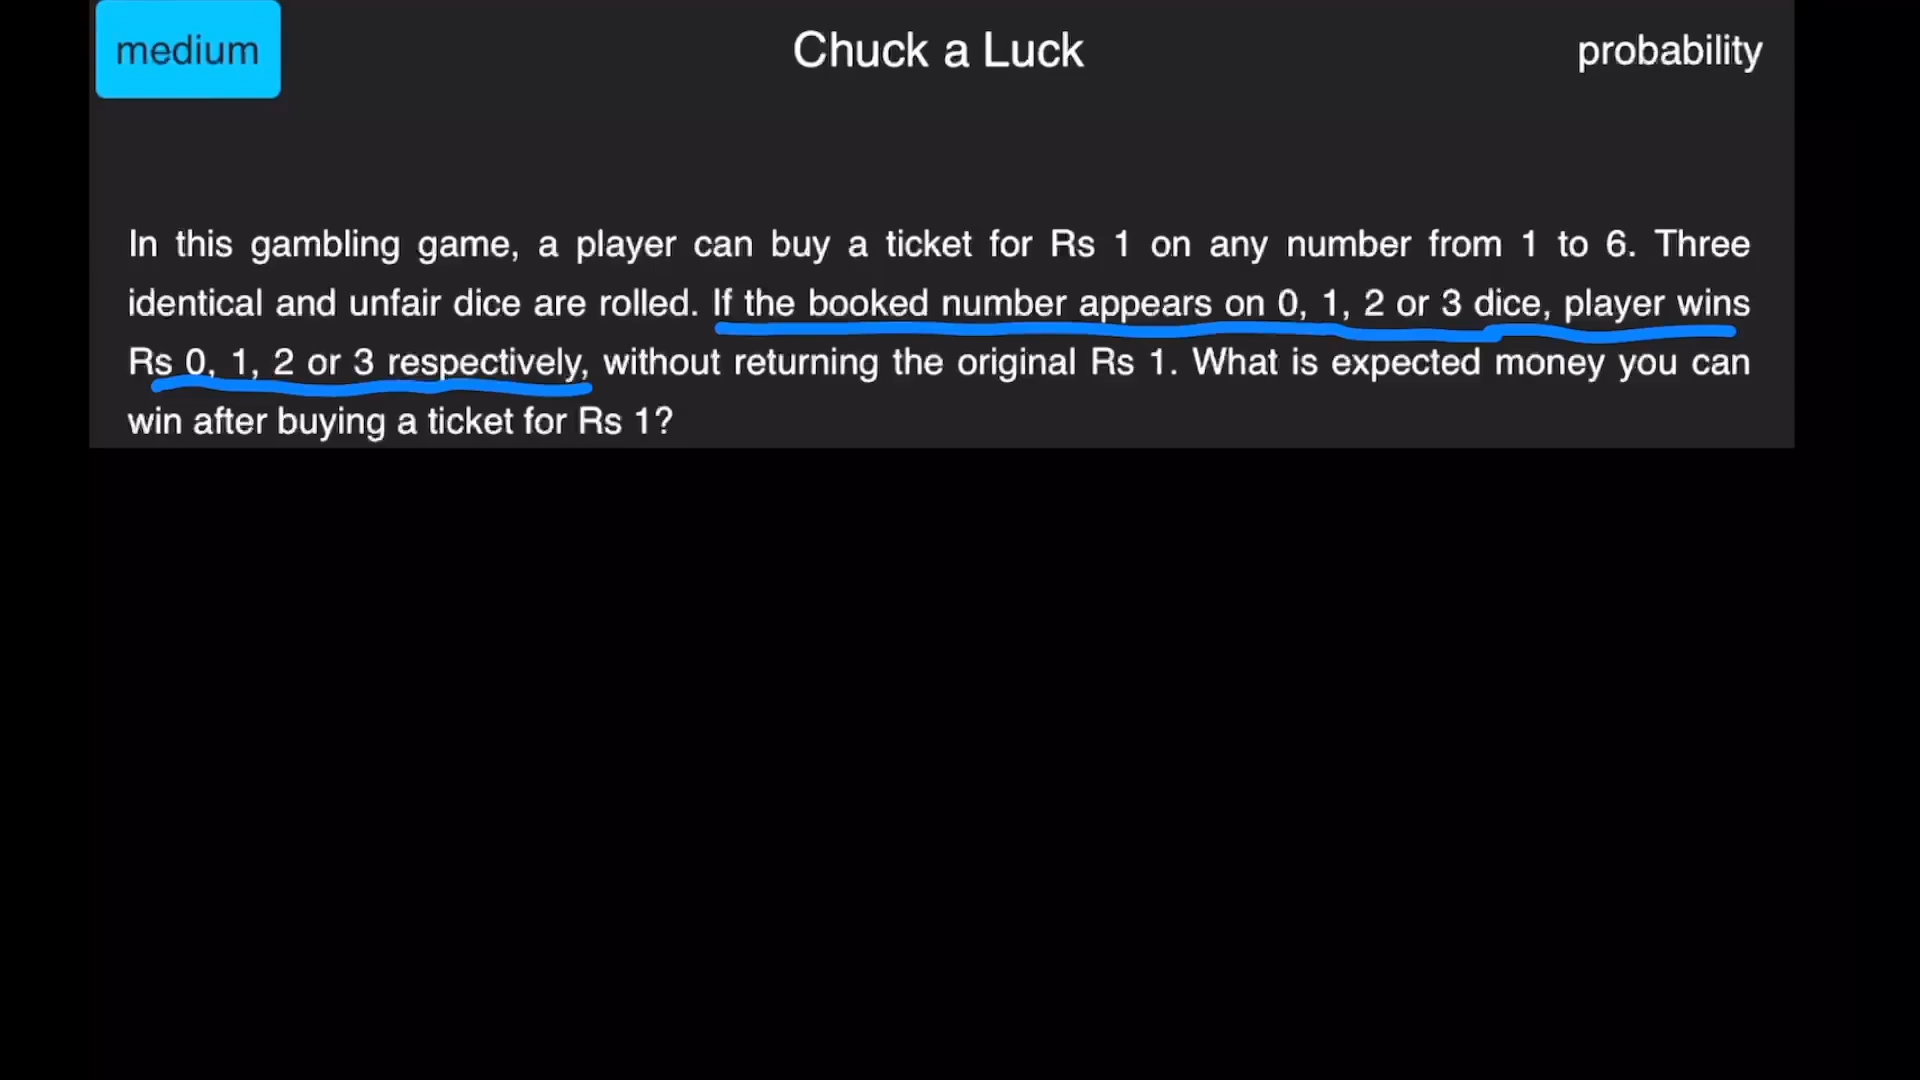 medium
Chuck a Luck
probability
In this gambling game, a player can buy a ticket for Rs 1 on any number from 1 to 6. Three
identical and unfair dice are rolled. If the booked number appears on 0, 1, 2 or 3 dice, player wins
Rs 0, 1, 2 or 3 respectively, without returning the original Rs 1. What is expected money you can
win after buying a ticket for Rs 1?